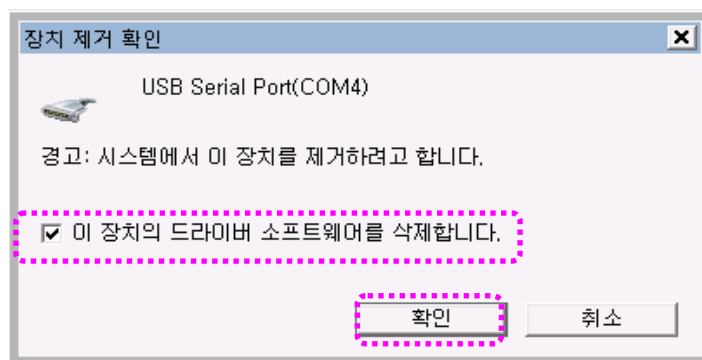 장치 제거 확인
USB Serial Port(COM4)
경고: 시스템에서 이 장치를 제거하려고 합니다.
이 장치의 드라이버 소프트웨어를 삭제합니다.
확인 취소